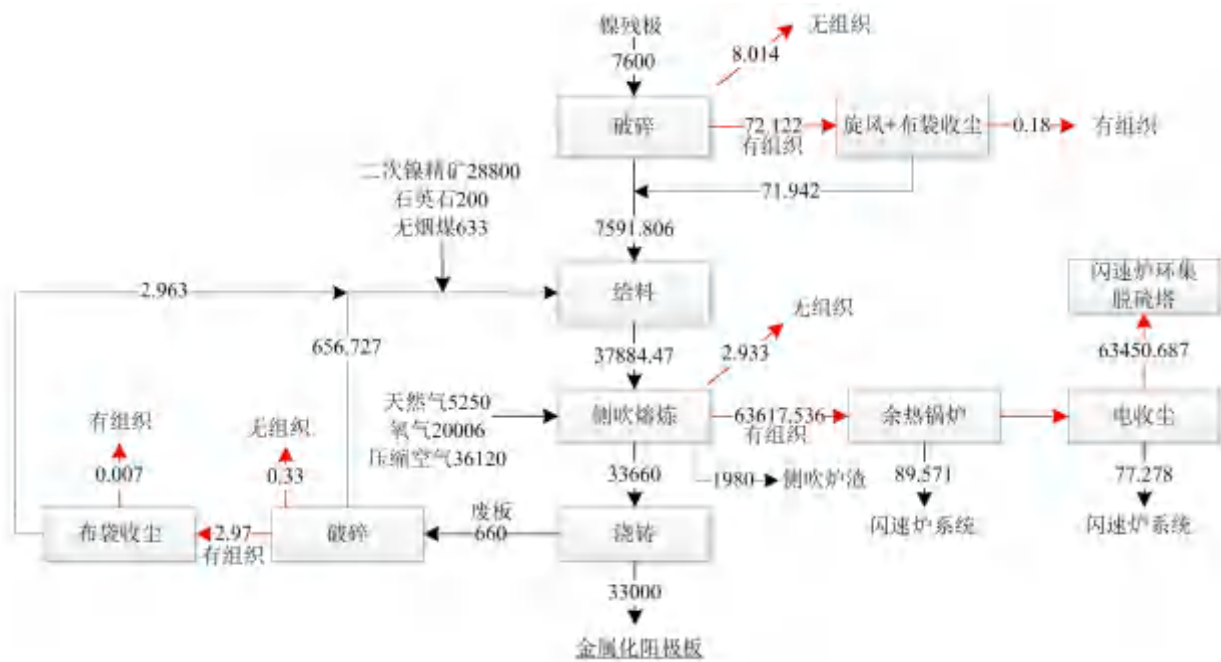 镍残极
7600
无组织
8.014
破碎
72.122
有组织
旋风+布袋收尘
0.18
有组织
71.942
二次镍精矿28800
石英石200
无烟煤633
7591.806
2.963
给料
闪速炉环集
脱硫塔
656.727
37884.47
无组织
2.933
63450.687
天然气5250
氧气20006
压缩空气36120
侧吹熔炼
63617.536
有组织
余热锅炉
电收尘
有组织
无组织
0.007
0.33
33660
1980
侧吹炉渣
89.571
77.278
布袋收尘
2.97
有组织
破碎
废板
660
浇铸
闪速炉系统
闪速炉系统
33000
金属化阳极板